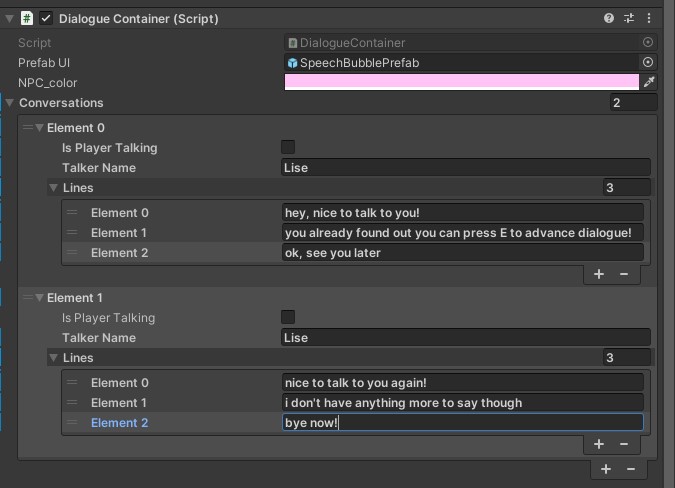 Dialogue Container (Script)
Script DialogueContainer
Prefab UI SpeechBubblePrefab
NPC_color
Conversations 2
Element 0
Is Player Talking
Talker Name Lise
Lines 3
Element 0 hey, nice to talk to you!
Element 1 you already found out you can press E to advance dialogue!
Element 2 ok, see you later
+ −
Element 1
Is Player Talking
Talker Name Lise
Lines 3
Element 0 nice to talk to you again!
Element 1 i don't have anything more to say though
Element 2 bye now!
+ −
+ −